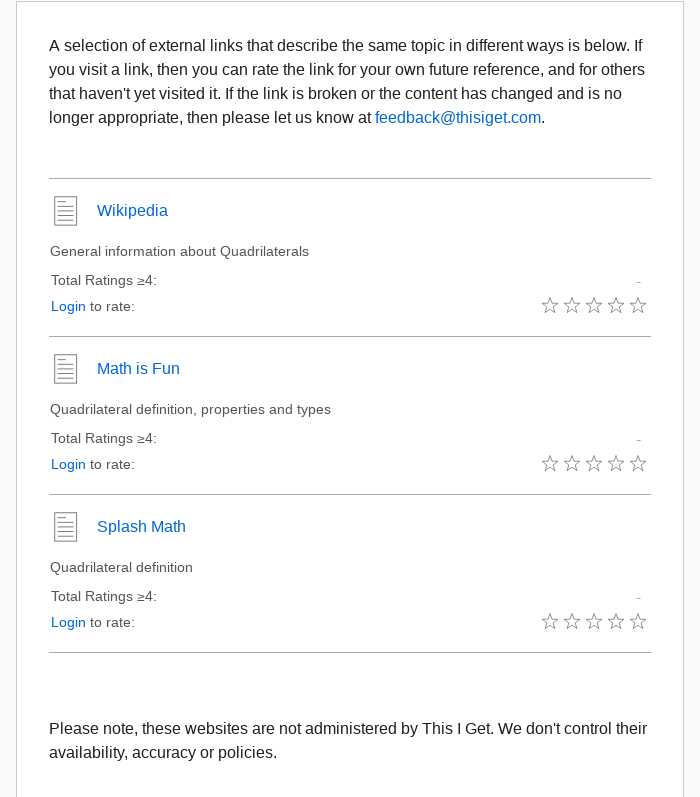 A selection of external links that describe the same topic in different ways is below. If
you visit a link, then you can rate the link for your own future reference, and for others
that haven't yet visited it. If the link is broken or the content has changed and is no
longer appropriate, then please let us know at feedback@thisiget.com.
Wikipedia
General information about Quadrilaterals
Total Ratings ≥4:
-
Login to rate:
Math is Fun
Quadrilateral definition, properties and types
Total Ratings ≥4:
-
Login to rate:
Splash Math
Quadrilateral definition
Total Ratings ≥4:
-
Login to rate:
Please note, these websites are not administered by This I Get. We don't control their
availability, accuracy or policies.